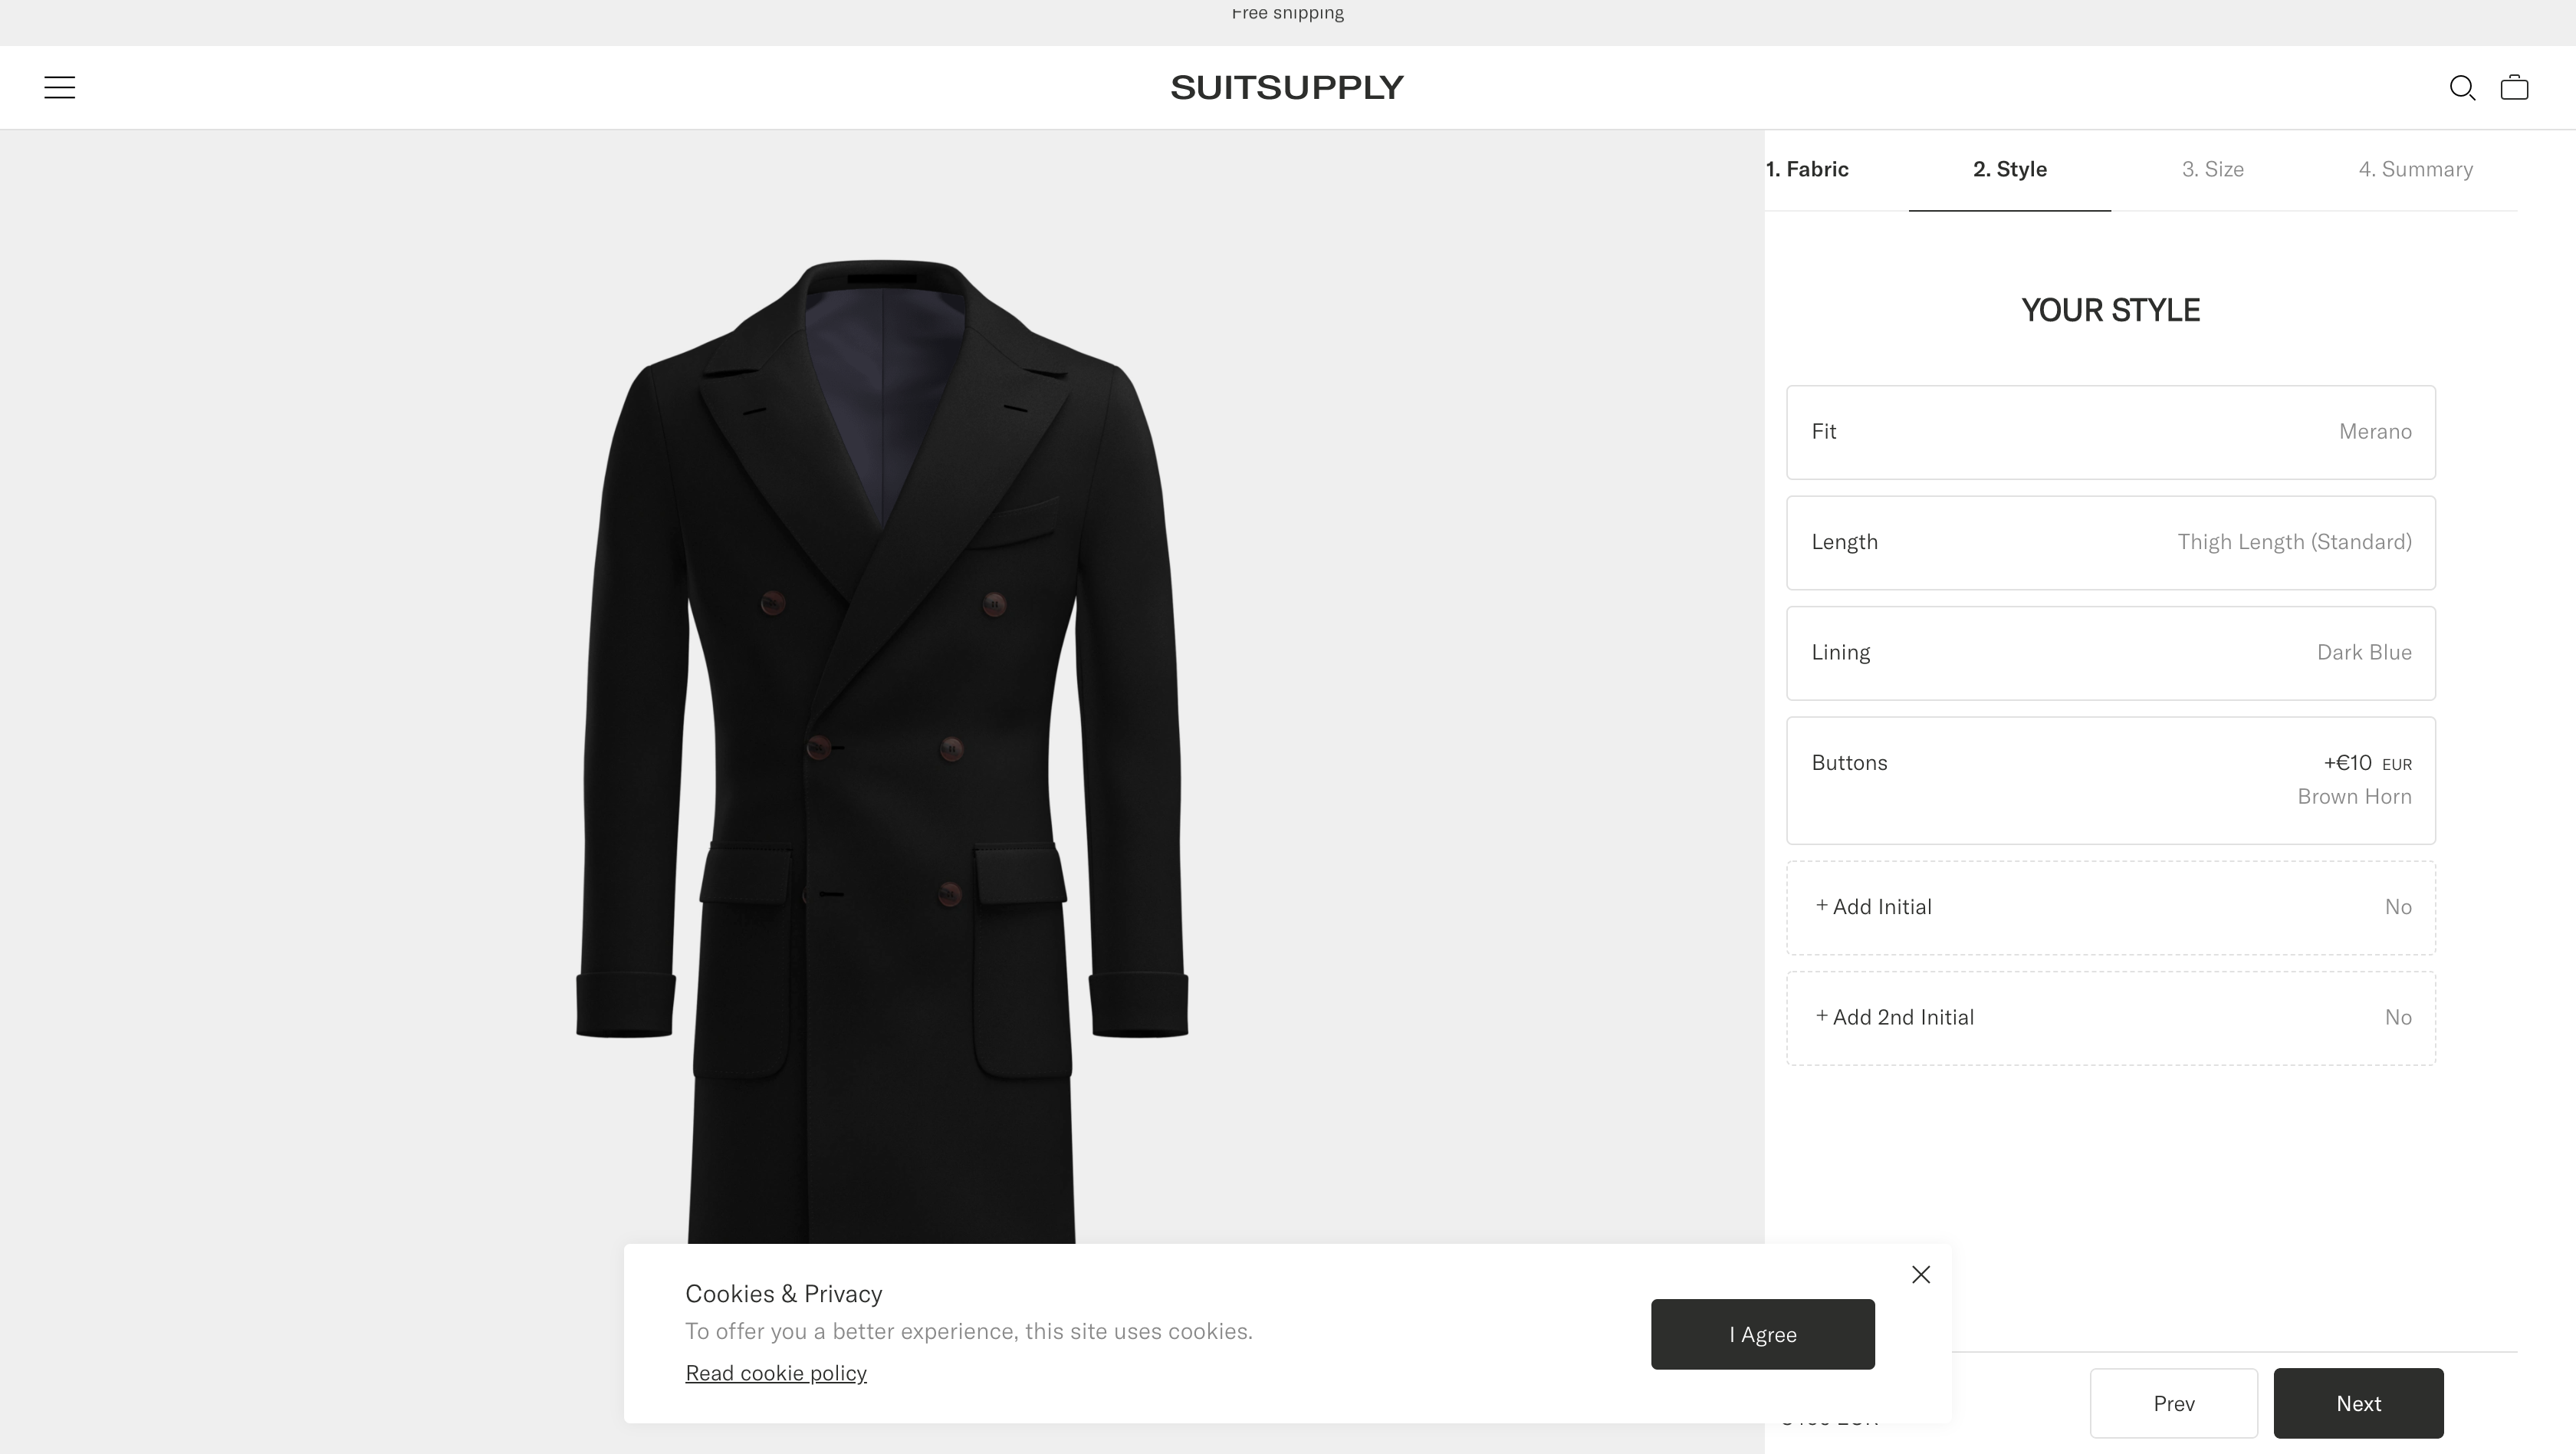 Free shipping
SUITSUPPLY
1. Fabric
2. Style
3. Size
4. Summary
YOUR STYLE
Fit
Merano
Length
Thigh Length (Standard)
Lining
Dark Blue
Buttons
+€10 EUR
Brown Horn
+ Add Initial
No
+ Add 2nd Initial
No
Cookies & Privacy
To offer you a better experience, this site uses cookies.
Read cookie policy
I Agree
Prev
Next